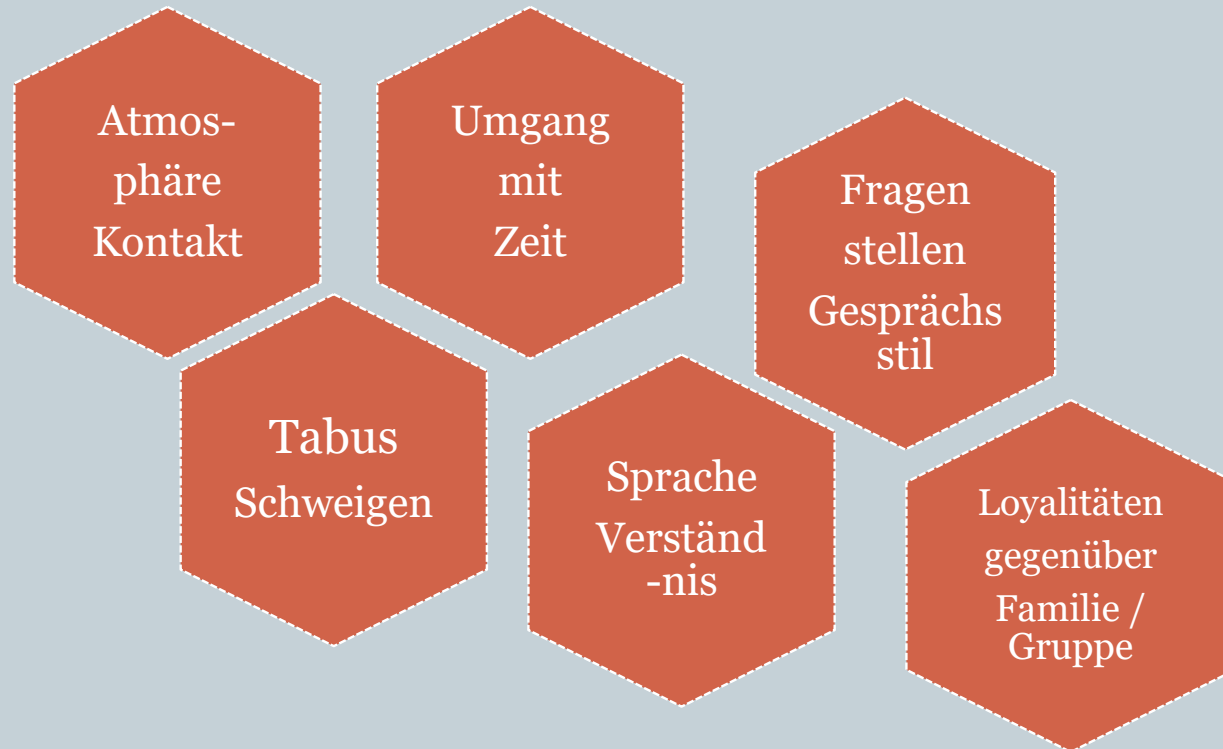 Atmos-
phäre
Kontakt
Umgang
mit
Zeit
Fragen
stellen
Gesprächs
stil
Tabus
Schweigen
Sprache
Verständ
-nis
Loyalitäten
gegenüber
Familie /
Gruppe